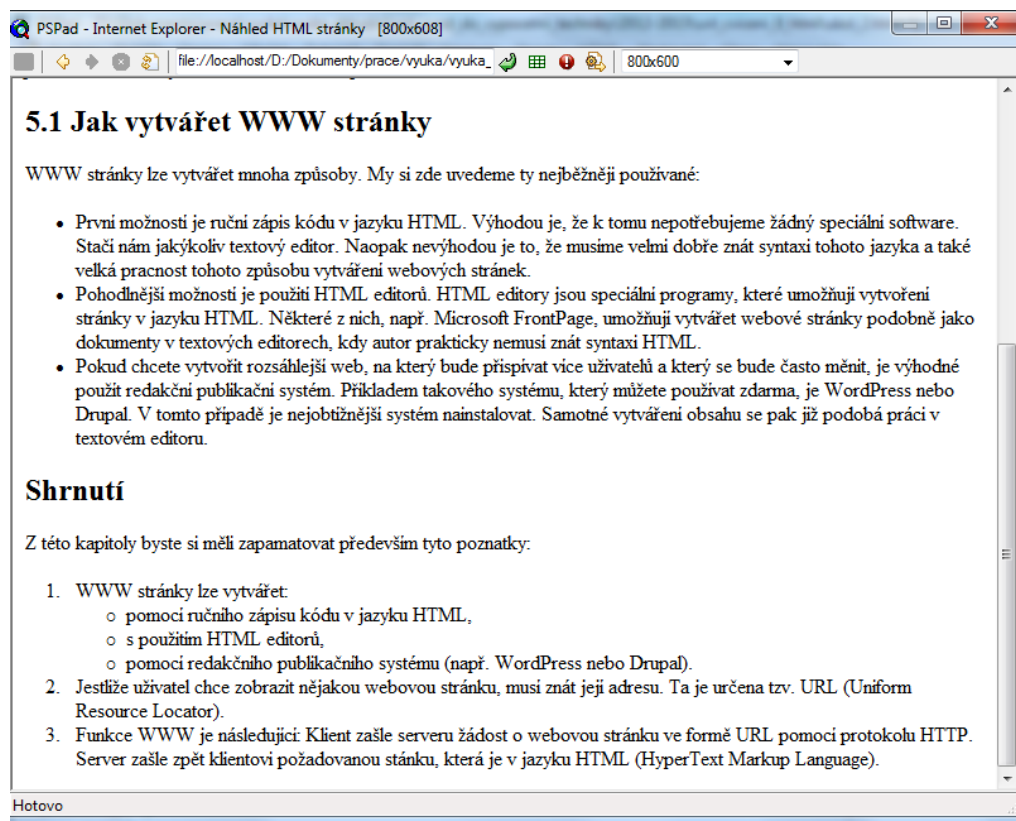 PSPad - Internet Explorer - Náhled HTML stránky [800x608]
file://localhost/D:/Dokumenty/prace/vyuka/vyuka_
800x600
5.1 Jak vytvářet WWW stránky
WWW stránky lze vytvářet mnoha způsoby. My si zde uvedeme ty nejběžněji používané:
• První možností je ruční zápis kódu v jazyku HTML. Výhodou je, že k tomu nepotřebujeme žádný speciální software.
Stačí nám jakýkoliv textový editor. Naopak nevýhodou je to, že musíme velmi dobře znát syntaxi tohoto jazyka a také
velká pracnost tohoto způsobu vytváření webových stránek.
• Pohodlnější možností je použití HTML editorů. HTML editory jsou speciální programy, které umožňují vytvoření
stránky v jazyku HTML. Některé z nich, např. Microsoft FrontPage, umožňují vytvářet webové stránky podobně jako
dokumenty v textových editorech, kdy autor prakticky nemusí znát syntaxi HTML.
• Pokud chcete vytvořit rozsáhlejší web, na který bude přispívat více uživatelů a který se bude často měnit, je výhodné
použít redakční publikační systém. Příkladem takového systému, který můžete používat zdarma, je WordPress nebo
Drupal. V tomto případě je nejobtížnější systém nainstalovat. Samotné vytváření obsahu se pak již podobá práci v
textovém editoru.
Shrnutí
Z této kapitoly byste si měli zapamatovat především tyto poznatky:
1. WWW stránky lze vytvářet:
○ pomocí ručního zápisu kódu v jazyku HTML,
○ s použitím HTML editorů,
○ pomocí redakčního publikačního systému (např. WordPress nebo Drupal).
2. Jestliže uživatel chce zobrazit nějakou webovou stránku, musí znát její adresu. Ta je určena tzv. URL (Uniform
Resource Locator).
3. Funkce WWW je následující: Klient zašle serveru žádost o webovou stránku ve formě URL pomocí protokolu HTTP.
Server zašle zpět klientovi požadovanou stánku, která je v jazyku HTML (HyperText Markup Language).
Hotovo